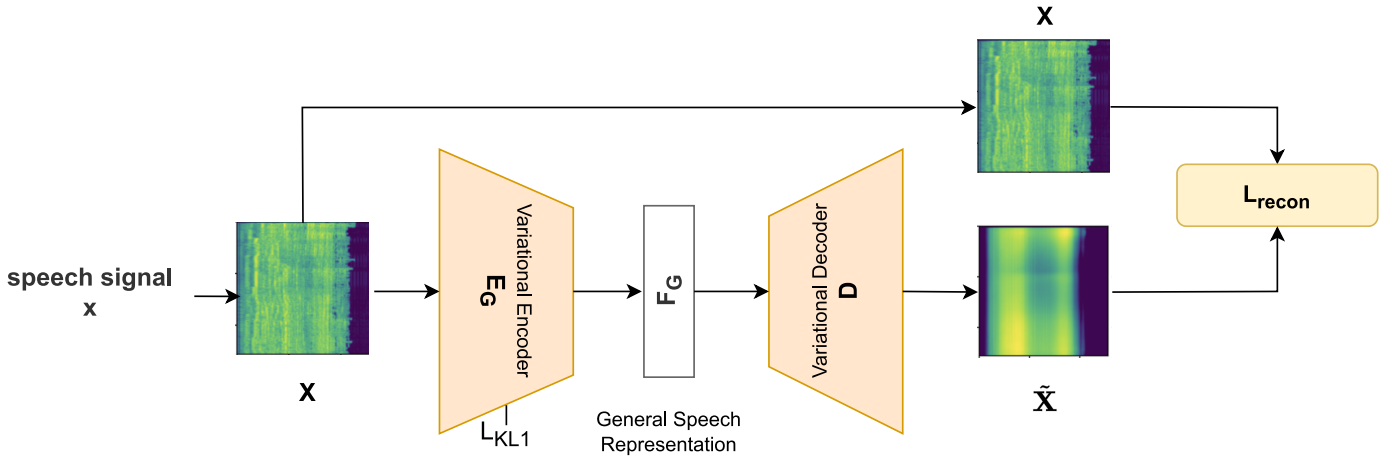 X
speech signal
x
X
Variational Encoder
E_G
L_KL1
F_G
General Speech
Representation
Variational Decoder
D
X̃
L_recon